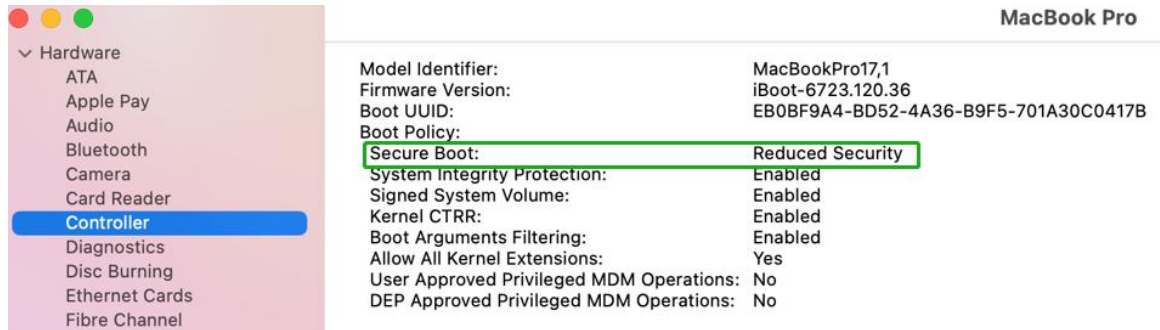 MacBook Pro
Hardware
ATA
Apple Pay
Audio
Bluetooth
Camera
Card Reader
Controller
Diagnostics
Disc Burning
Ethernet Cards
Fibre Channel
Model Identifier: MacBookPro17,1
Firmware Version: iBoot-6723.120.36
Boot UUID: EB0BF9A4-BD52-4A36-B9F5-701A30C0417B
Boot Policy:
Secure Boot: Reduced Security
System Integrity Protection: Enabled
Signed System Volume: Enabled
Kernel CTRR: Enabled
Boot Arguments Filtering: Enabled
Allow All Kernel Extensions: Yes
User Approved Privileged MDM Operations: No
DEP Approved Privileged MDM Operations: No